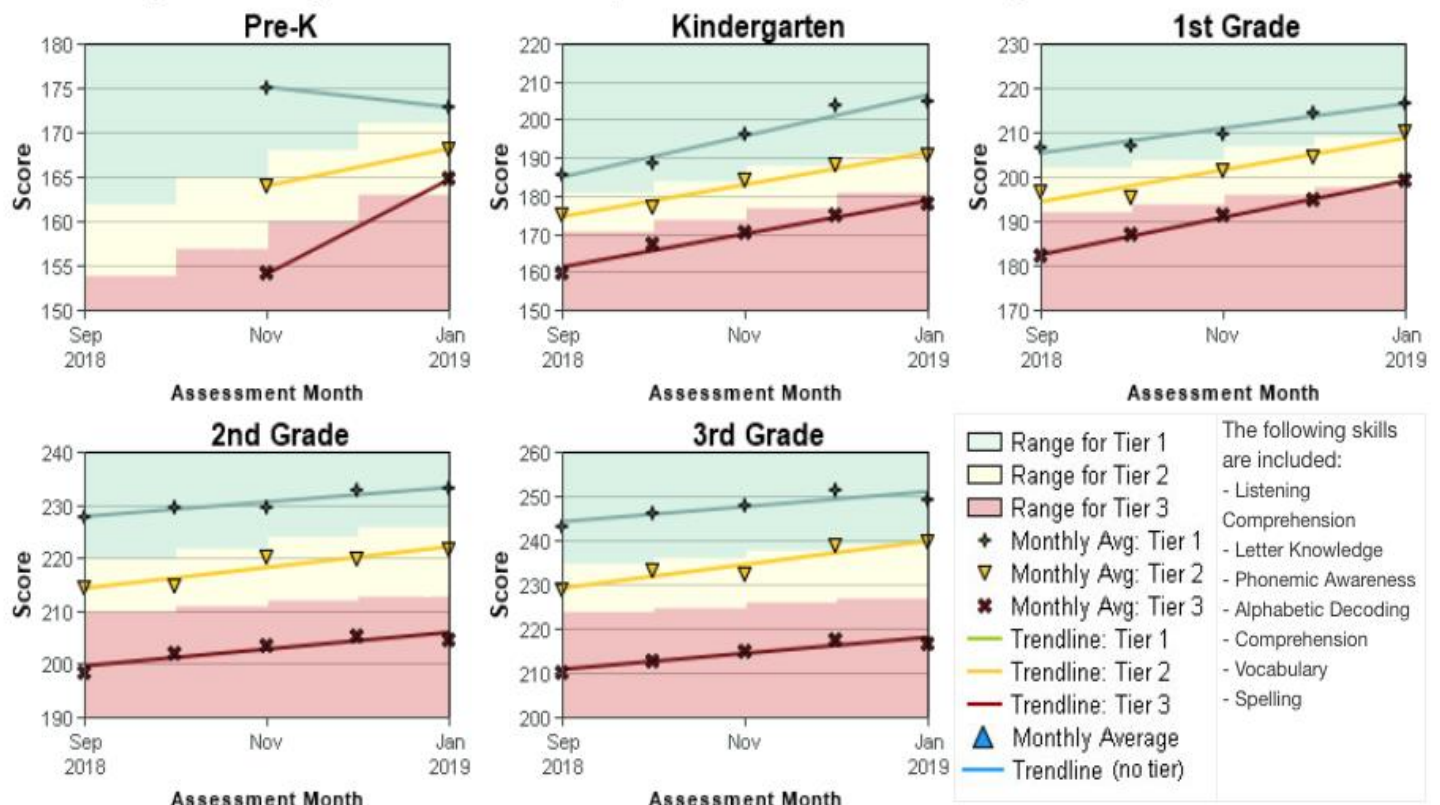 Pre-K
180
175
170
165
160
155
150
Score
Sep
2018
Nov
Jan
2019
Assessment Month
Kindergarten
220
210
200
190
180
170
160
150
Score
Sep
2018
Nov
Jan
2019
Assessment Month
1st Grade
230
220
210
200
190
180
170
Score
Sep
2018
Nov
Jan
2019
Assessment Month
2nd Grade
240
230
220
210
200
190
Score
Sep
2018
Nov
Jan
2019
Assessment Month
3rd Grade
260
250
240
230
220
210
200
Score
Sep
2018
Nov
Jan
2019
Assessment Month
Range for Tier 1
Range for Tier 2
Range for Tier 3
Monthly Avg: Tier 1
Monthly Avg: Tier 2
Monthly Avg: Tier 3
Trendline: Tier 1
Trendline: Tier 2
Trendline: Tier 3
Monthly Average
Trendline (no tier)
The following skills
are included:
- Listening
Comprehension
- Letter Knowledge
- Phonemic Awareness
- Alphabetic Decoding
- Comprehension
- Vocabulary
- Spelling